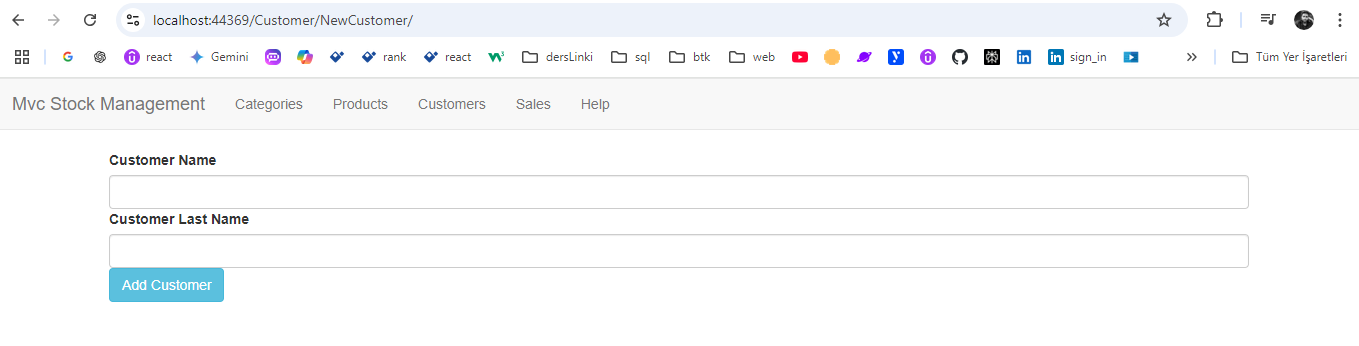 localhost:44369/Customer/NewCustomer/
react Gemini rank react dersLinki sql btk web sign_in Tüm Yer İşaretleri
Mvc Stock Management Categories Products Customers Sales Help
Customer Name
Customer Last Name
Add Customer